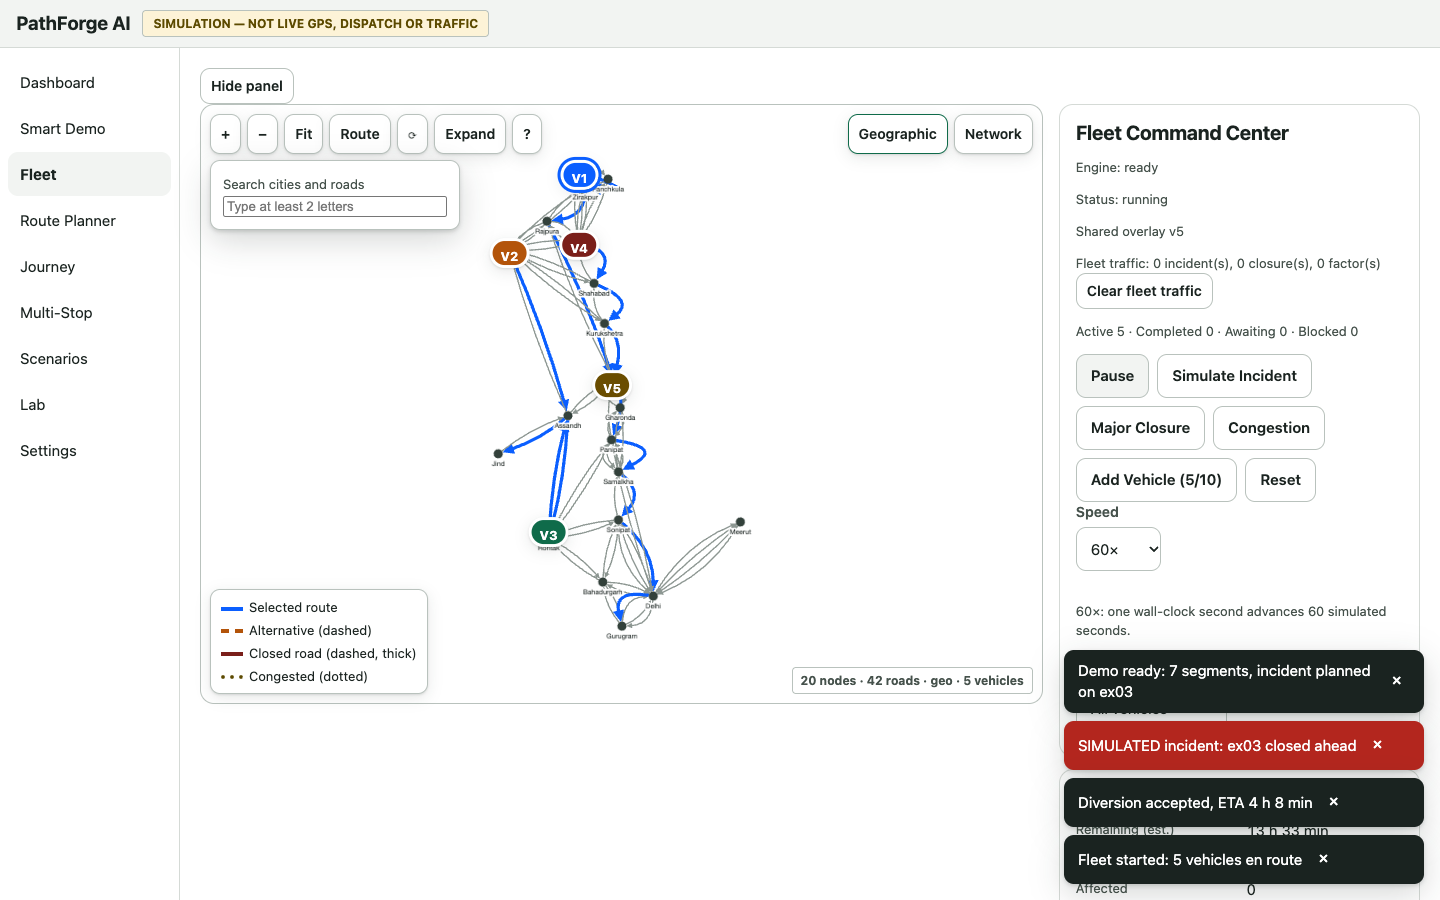 PathForge AI
SIMULATION — NOT LIVE GPS, DISPATCH OR TRAFFIC
Dashboard
Smart Demo
Fleet
Route Planner
Journey
Multi-Stop
Scenarios
Lab
Settings
Hide panel
+
−
Fit
Route
⟳
Expand
?
Geographic
Network
Search cities and roads
Type at least 2 letters
V1
Panchkula
Zirakpur
Rajpura
V2
V4
Shahabad
Kurukshetra
V5
Gharonda
Assandh
Panipat
Jind
Samalkha
Sonipat
Meerut
V3
Rohtak
Bahadurgarh
Delhi
Gurugram
Selected route
Alternative (dashed)
Closed road (dashed, thick)
Congested (dotted)
20 nodes · 42 roads · geo · 5 vehicles
Fleet Command Center
Engine: ready
Status: running
Shared overlay v5
Fleet traffic: 0 incident(s), 0 closure(s), 0 factor(s)
Clear fleet traffic
Active 5 · Completed 0 · Awaiting 0 · Blocked 0
Pause
Simulate Incident
Major Closure
Congestion
Add Vehicle (5/10)
Reset
Speed
60×
60×: one wall-clock second advances 60 simulated
seconds.
Demo ready: 7 segments, incident planned
on ex03
×
SIMULATED incident: ex03 closed ahead ×
Diversion accepted, ETA 4 h 8 min ×
Remaining (est.) 13 h 33 min
Fleet started: 5 vehicles en route ×
Affected 0